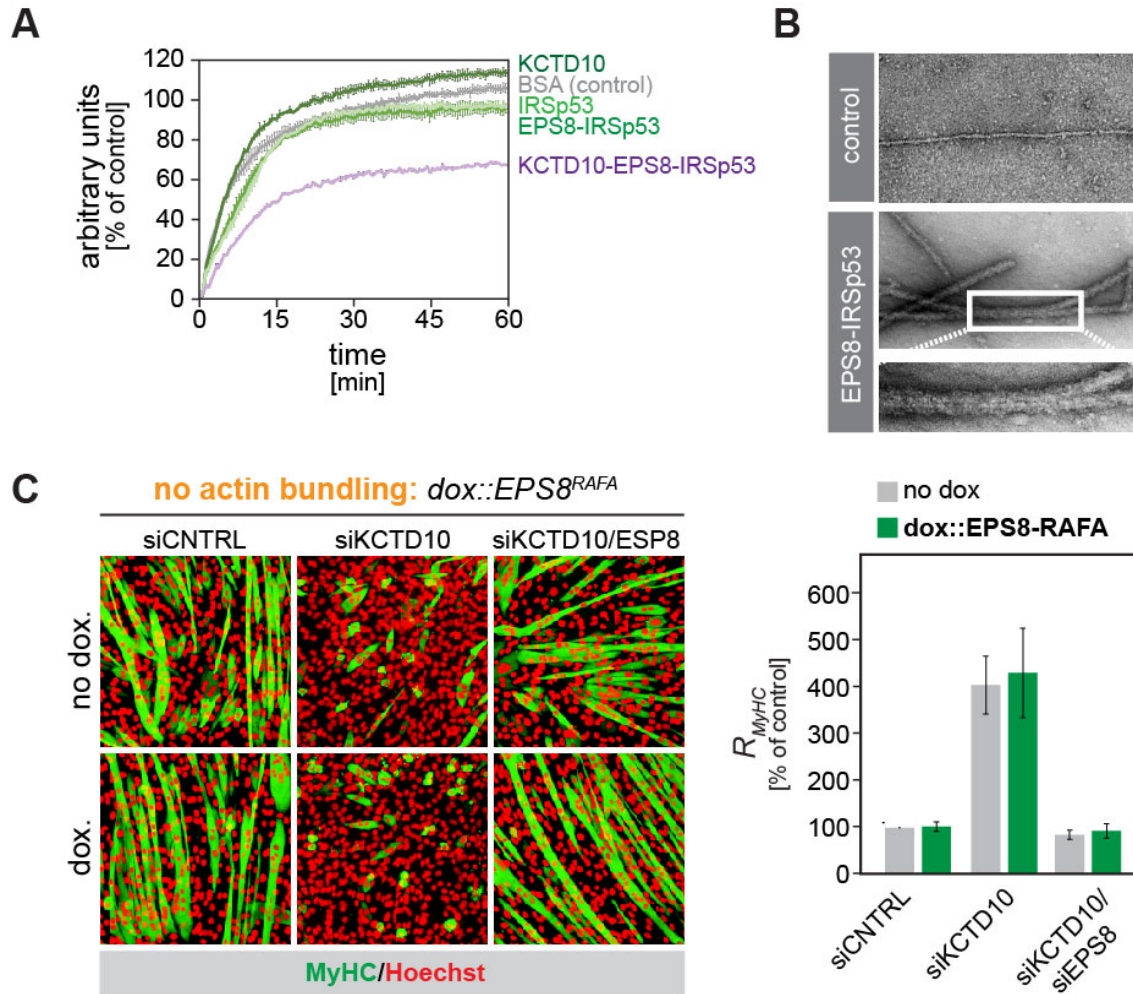 A
arbitrary units
[% of control]
120
100
80
60
40
20
0
0 15 30 45 60
time
[min]
KCTD10
BSA (control)
IRSp53
EPS8-IRSp53
KCTD10-EPS8-IRSp53
B
control
EPS8-IRSp53
C
no actin bundling: dox::EPS8RAFA
siCNTRL siKCTD10 siKCTD10/ESP8
no dox.
dox.
MyHC/Hoechst
no dox
dox::EPS8-RAFA
RMyHC
[% of control]
600
500
400
300
200
100
0
siCNTRL
siKCTD10
siKCTD10/
siEPS8